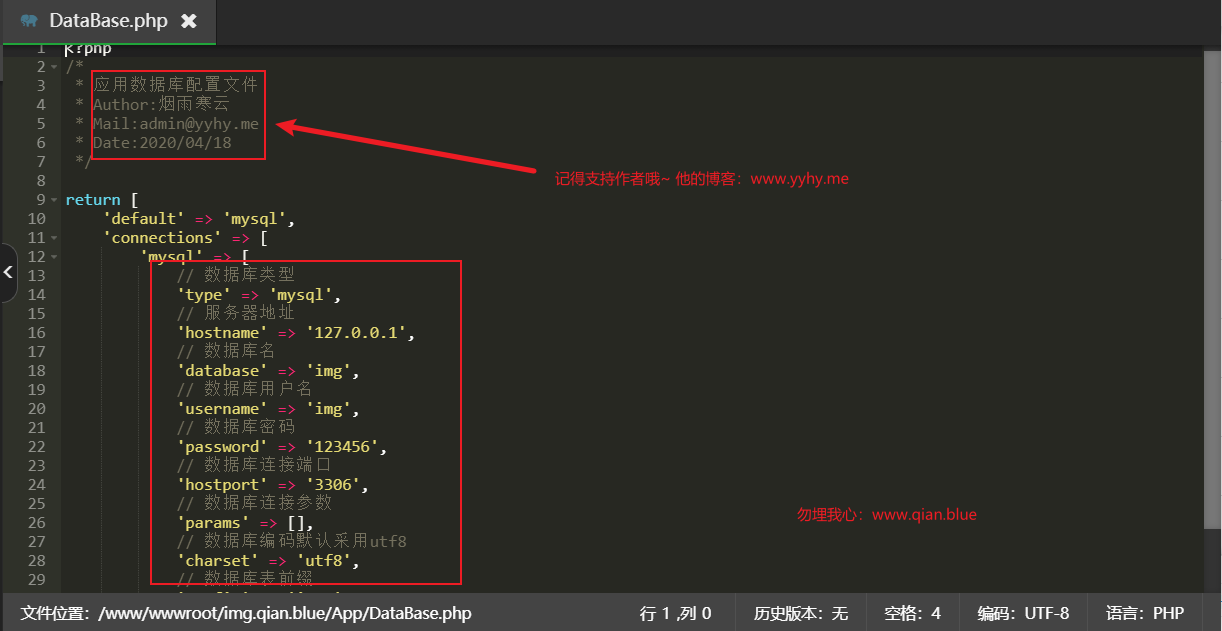 DataBase.php ✖
1 <?php
2 /*
3 * 应用数据库配置文件
4 * Author:烟雨寒云
5 * Mail:admin@yyhy.me
6 * Date:2020/04/18
7 */
记得支持作者哦~ 他的博客：www.yyhy.me
8
9 return [
10 'default' => 'mysql',
11 'connections' => [
12 'mysql' => [
13 // 数据库类型
14 'type' => 'mysql',
15 // 服务器地址
16 'hostname' => '127.0.0.1',
17 // 数据库名
18 'database' => 'img',
19 // 数据库用户名
20 'username' => 'img',
21 // 数据库密码
22 'password' => '123456',
23 // 数据库连接端口
24 'hostport' => '3306',
25 // 数据库连接参数
26 'params' => [],
勿埋我心：www.qian.blue
27 // 数据库编码默认采用utf8
28 'charset' => 'utf8',
29 // 数据库表前缀
文件位置：/www/wwwroot/img.qian.blue/App/DataBase.php 行 1 ,列 0 历史版本：无 空格：4 编码：UTF-8 语言：PHP